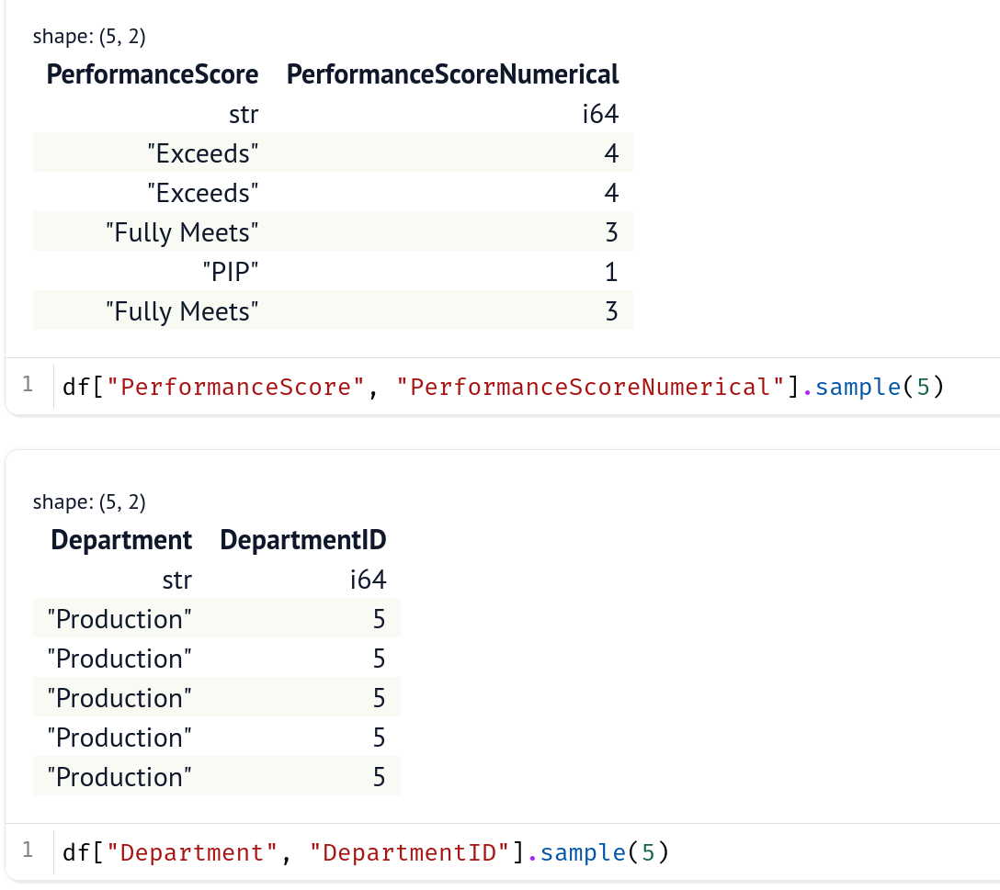 shape: (5, 2)
PerformanceScore PerformanceScoreNumerical
str i64
"Exceeds" 4
"Exceeds" 4
"Fully Meets" 3
"PIP" 1
"Fully Meets" 3
1 df["PerformanceScore", "PerformanceScoreNumerical"].sample(5)
shape: (5, 2)
Department DepartmentID
str i64
"Production" 5
"Production" 5
"Production" 5
"Production" 5
"Production" 5
1 df["Department", "DepartmentID"].sample(5)